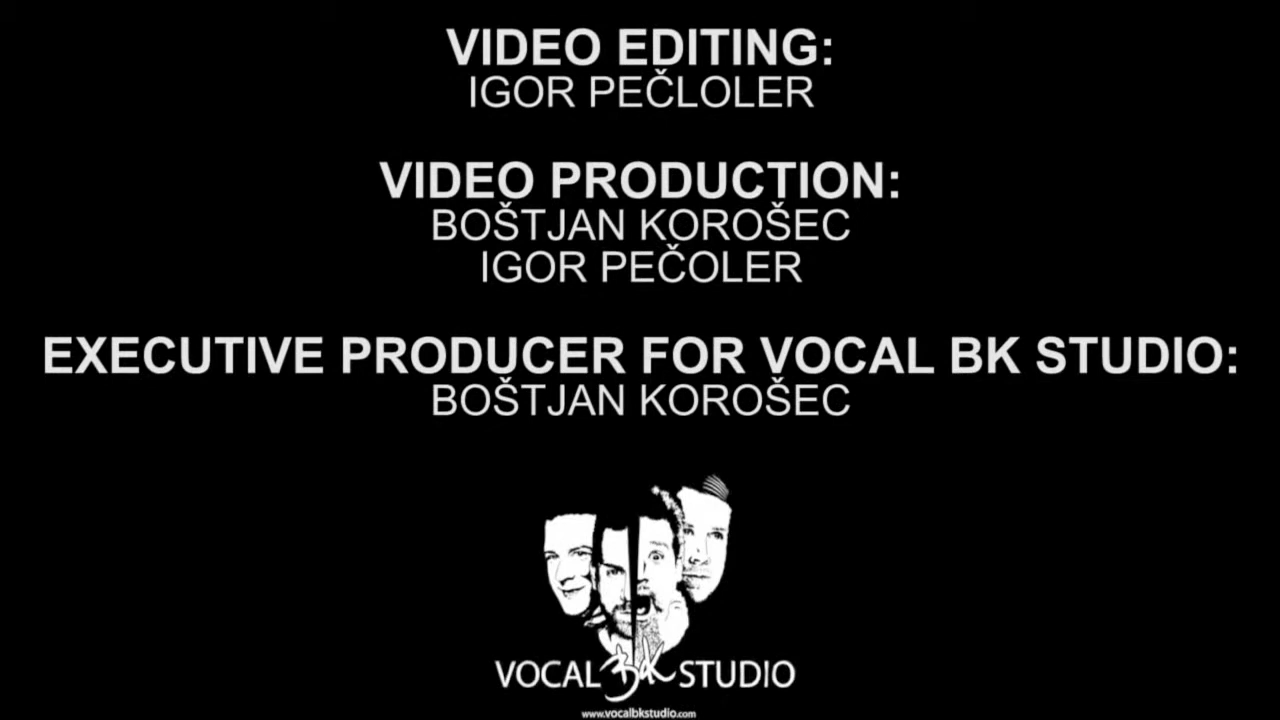 VIDEO EDITING:
IGOR PEČLOLER
VIDEO PRODUCTION:
BOŠTJAN KOROŠEC
IGOR PEČOLER
EXECUTIVE PRODUCER FOR VOCAL BK STUDIO:
BOŠTJAN KOROŠEC
VOCAL BK STUDIO
www.vocalbkstudio.com